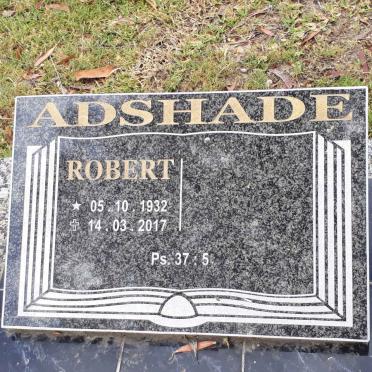 ADSHADE
ROBERT
★ 05 . 10 . 1932
✞ 14 . 03 . 2017
Ps. 37 : 5.